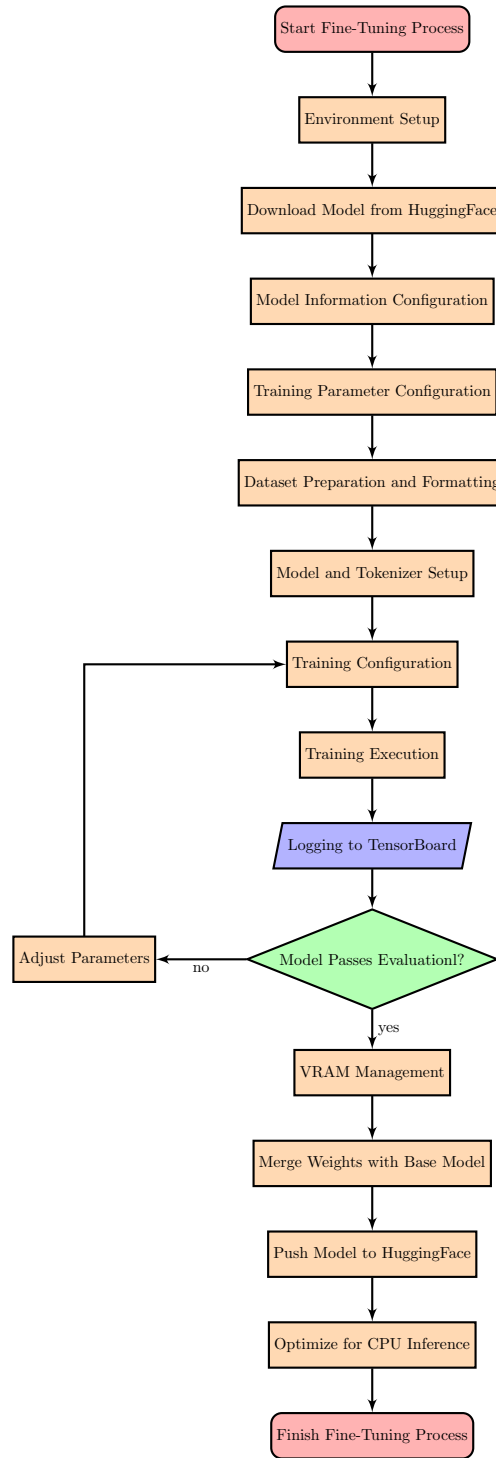 Start Fine-Tuning Process
Environment Setup
Download Model from HuggingFace
Model Information Configuration
Training Parameter Configuration
Dataset Preparation and Formatting
Model and Tokenizer Setup
Training Configuration
Training Execution
Logging to TensorBoard
Model Passes Evaluationl?
no
Adjust Parameters
yes
VRAM Management
Merge Weights with Base Model
Push Model to HuggingFace
Optimize for CPU Inference
Finish Fine-Tuning Process